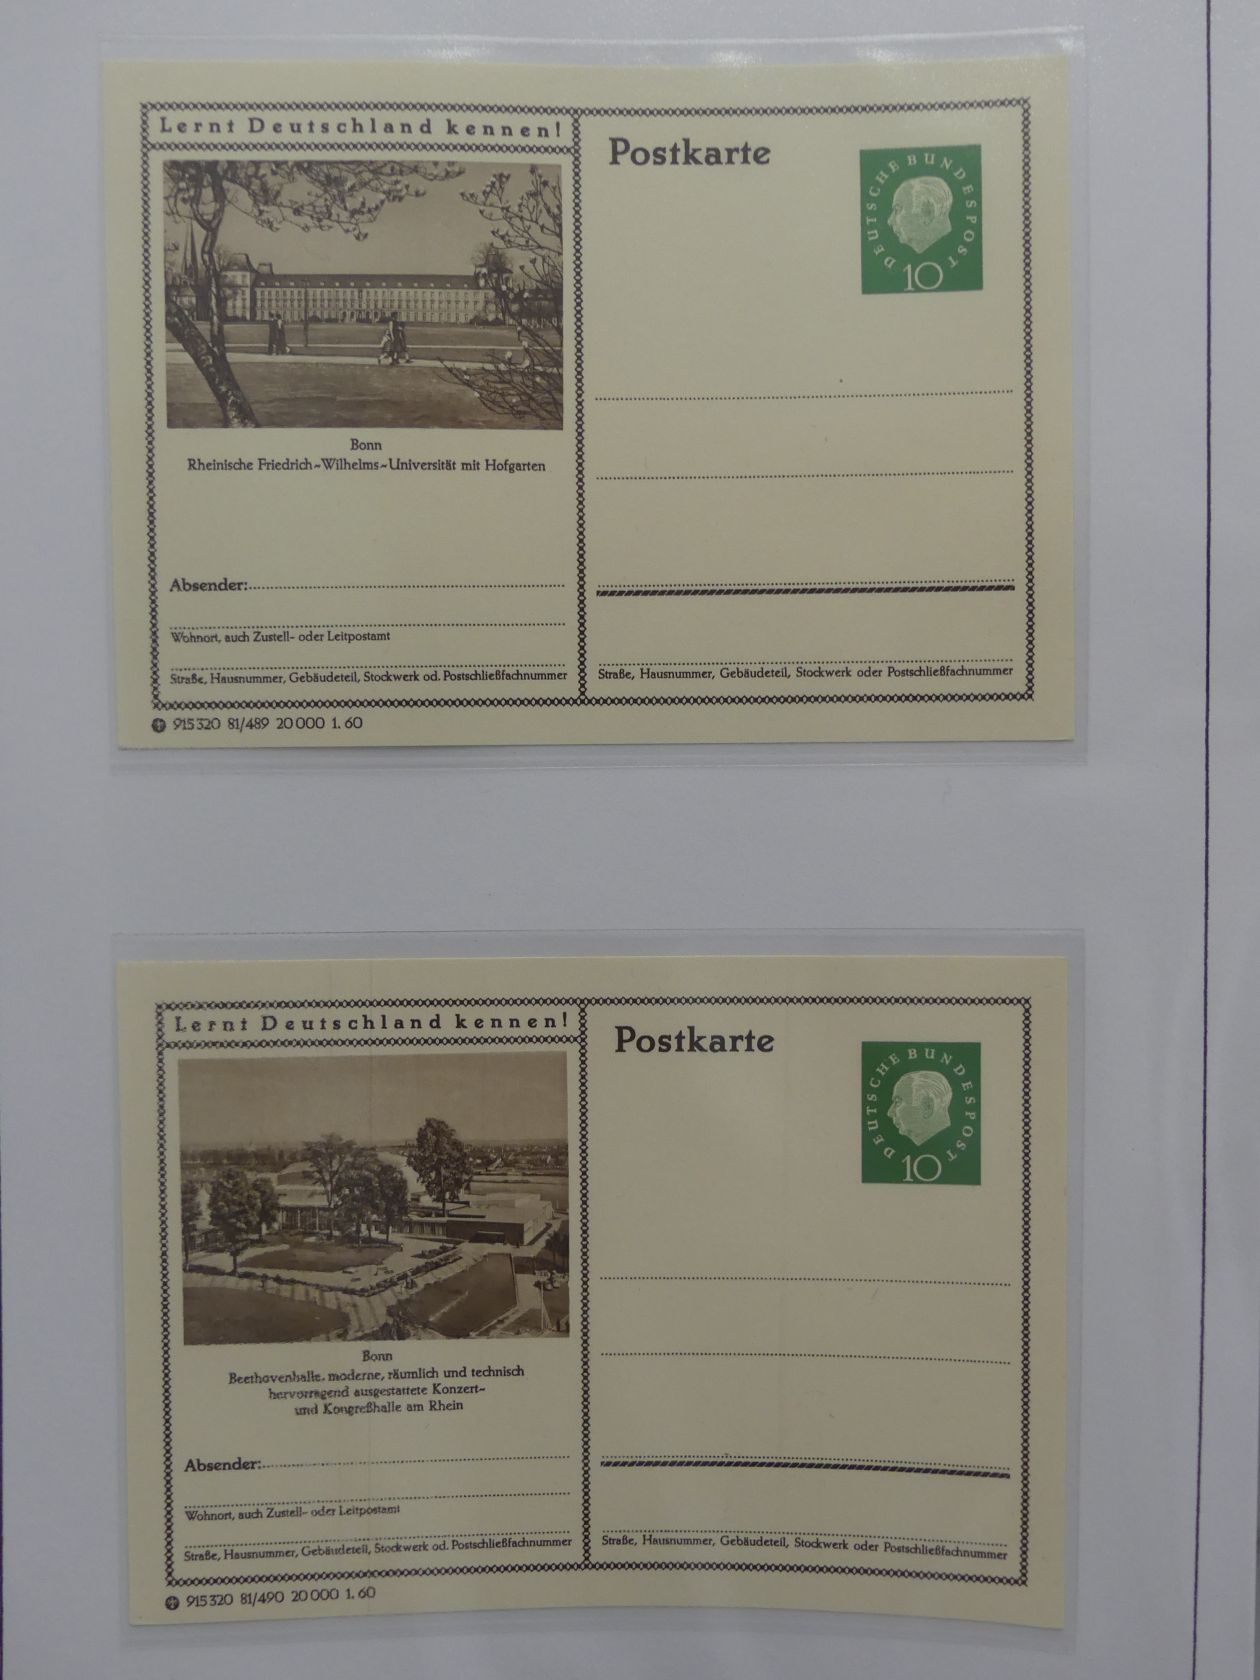 Lernt Deutschland kennen!
Postkarte
DEUTSCHE BUNDESPOST
10
Bonn
Rheinische Friedrich-Wilhelms-Universität mit Hofgarten
Absender:
Wohnort, auch Zustell- oder Leitpostamt
Straße, Hausnummer, Gebäudeteil, Stockwerk od. Postschließfachnummer
Straße, Hausnummer, Gebäudeteil, Stockwerk oder Postschließfachnummer
915320 81/489 20000 1.60
Lernt Deutschland kennen!
Postkarte
DEUTSCHE BUNDESPOST
10
Bonn
Beethovenhalle, moderne, räumlich und technisch
hervorragend ausgestattete Konzert-
und Kongreßhalle am Rhein
Absender:
Wohnort, auch Zustell- oder Leitpostamt
Straße, Hausnummer, Gebäudeteil, Stockwerk od. Postschließfachnummer
Straße, Hausnummer, Gebäudeteil, Stockwerk oder Postschließfachnummer
915320 81/490 20000 1.60